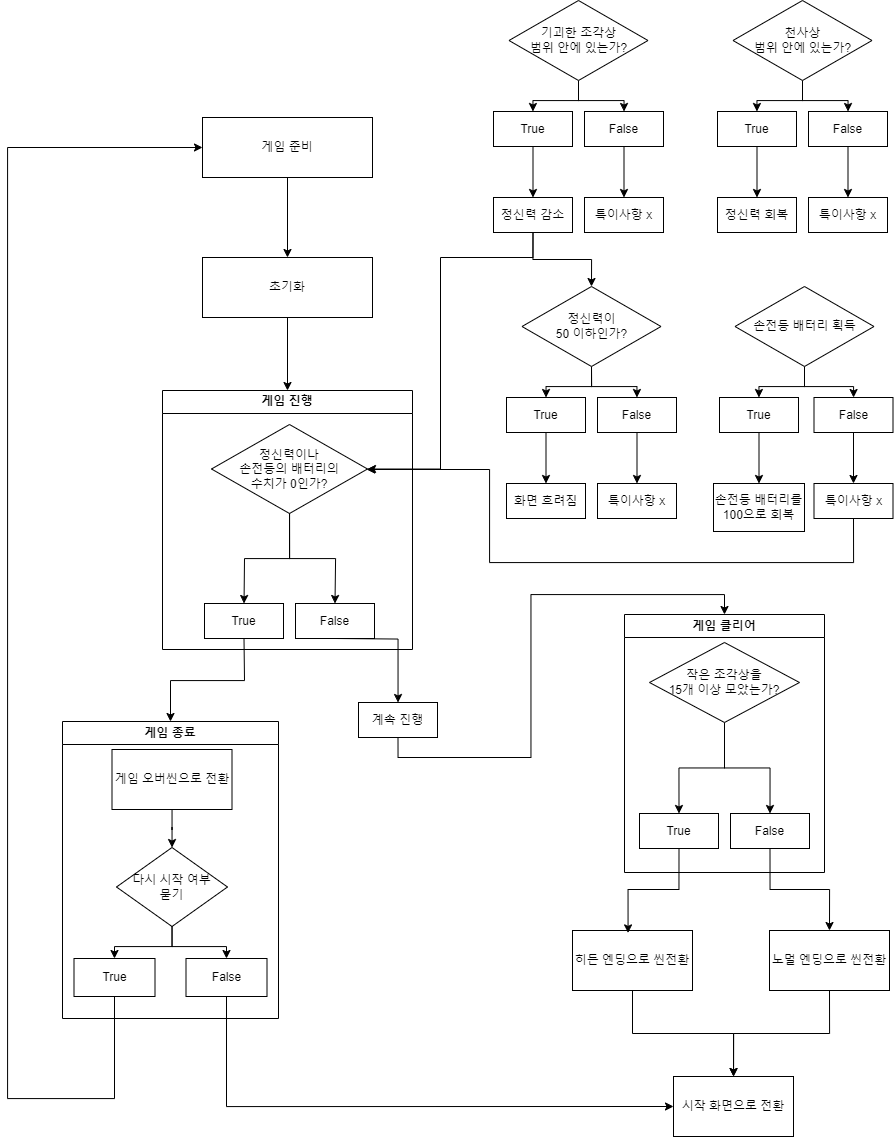 기괴한 조각상
범위 안에 있는가?
천사상
범위 안에 있는가?
True
False
True
False
게임 준비
정신력 감소
특이사항 x
정신력 회복
특이사항 x
초기화
정신력이
50 이하인가?
손전등 배터리 획득
게임 진행
True
False
True
False
정신력이나
손전등의 배터리의
수치가 0인가?
화면 흐려짐
특이사항 x
손전등 배터리를
100으로 회복
특이사항 x
True
False
게임 클리어
작은 조각상을
15개 이상 모았는가?
계속 진행
게임 종료
게임 오버씬으로 전환
True
False
다시 시작 여부
묻기
히든 엔딩으로 씬전환
노멀 엔딩으로 씬전환
True
False
시작 화면으로 전환